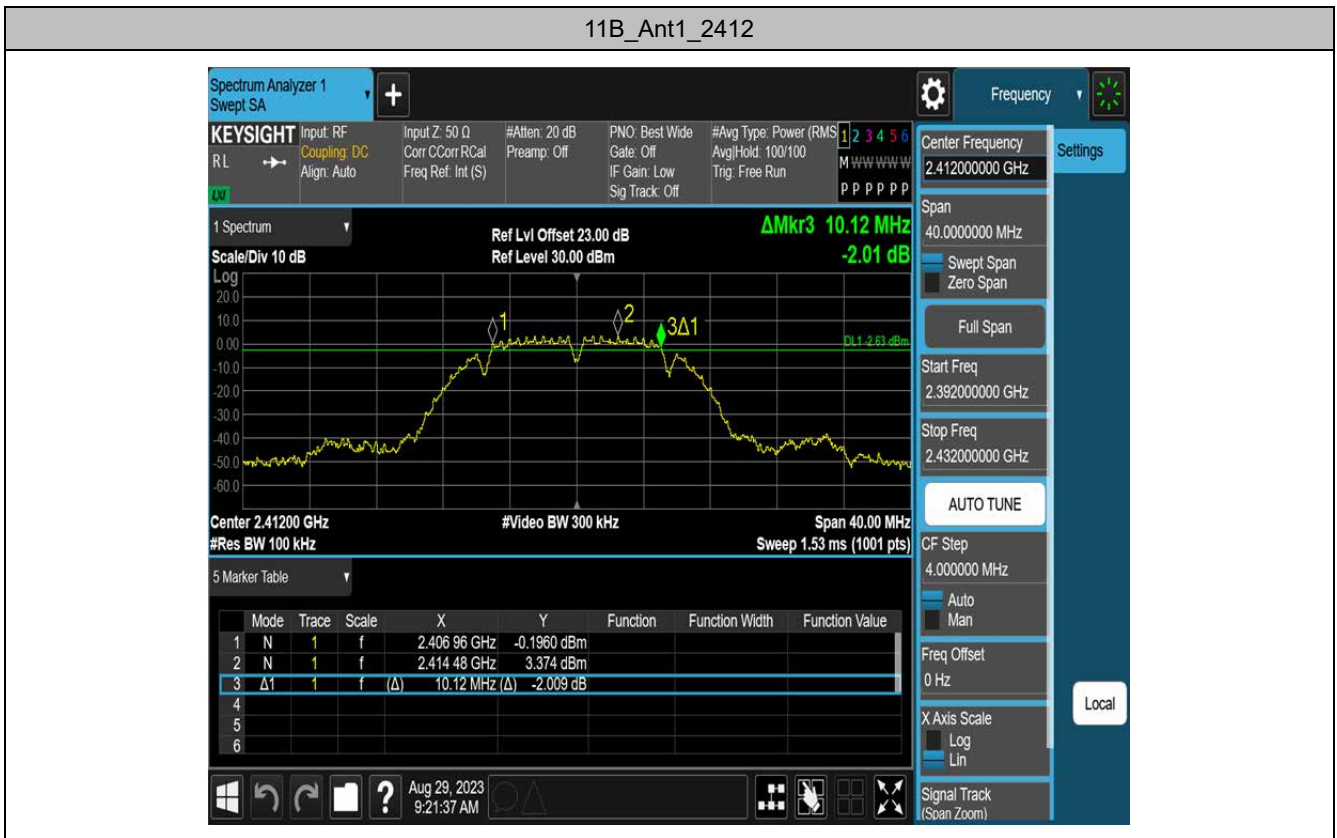 11B_Ant1_2412
Spectrum Analyzer 1
Swept SA
Frequency
KEYSIGHT
RL
LXI
Input: RF
Coupling: DC
Align: Auto
Input Z: 50 Ω
Corr CCorr RCal
Freq Ref: Int (S)
#Atten: 20 dB
Preamp: Off
PNO: Best Wide
Gate: Off
IF Gain: Low
Sig Track: Off
#Avg Type: Power (RMS
Avg|Hold: 100/100
Trig: Free Run
1 2 3 4 5 6
M W W W W W
P P P P P P
1 Spectrum
Scale/Div 10 dB
Ref Lvl Offset 23.00 dB
Ref Level 30.00 dBm
ΔMkr3 10.12 MHz
-2.01 dB
Log
20.0
10.0
0.00
-10.0
-20.0
-30.0
-40.0
-50.0
-60.0
1
2
3Δ1
DL1 -2.63 dBm
Center 2.41200 GHz
#Video BW 300 kHz
Span 40.00 MHz
#Res BW 100 kHz
Sweep 1.53 ms (1001 pts)
5 Marker Table
Mode Trace Scale X Y Function Function Width Function Value
1 N 1 f 2.406 96 GHz -0.1960 dBm
2 N 1 f 2.414 48 GHz 3.374 dBm
3 Δ1 1 f (Δ) 10.12 MHz (Δ) -2.009 dB
4
5
6
?
Aug 29, 2023
9:21:37 AM
Center Frequency
2.412000000 GHz
Settings
Span
40.0000000 MHz
Swept Span
Zero Span
Full Span
Start Freq
2.392000000 GHz
Stop Freq
2.432000000 GHz
AUTO TUNE
CF Step
4.000000 MHz
Auto
Man
Freq Offset
0 Hz
Local
X Axis Scale
Log
Lin
Signal Track
(Span Zoom)